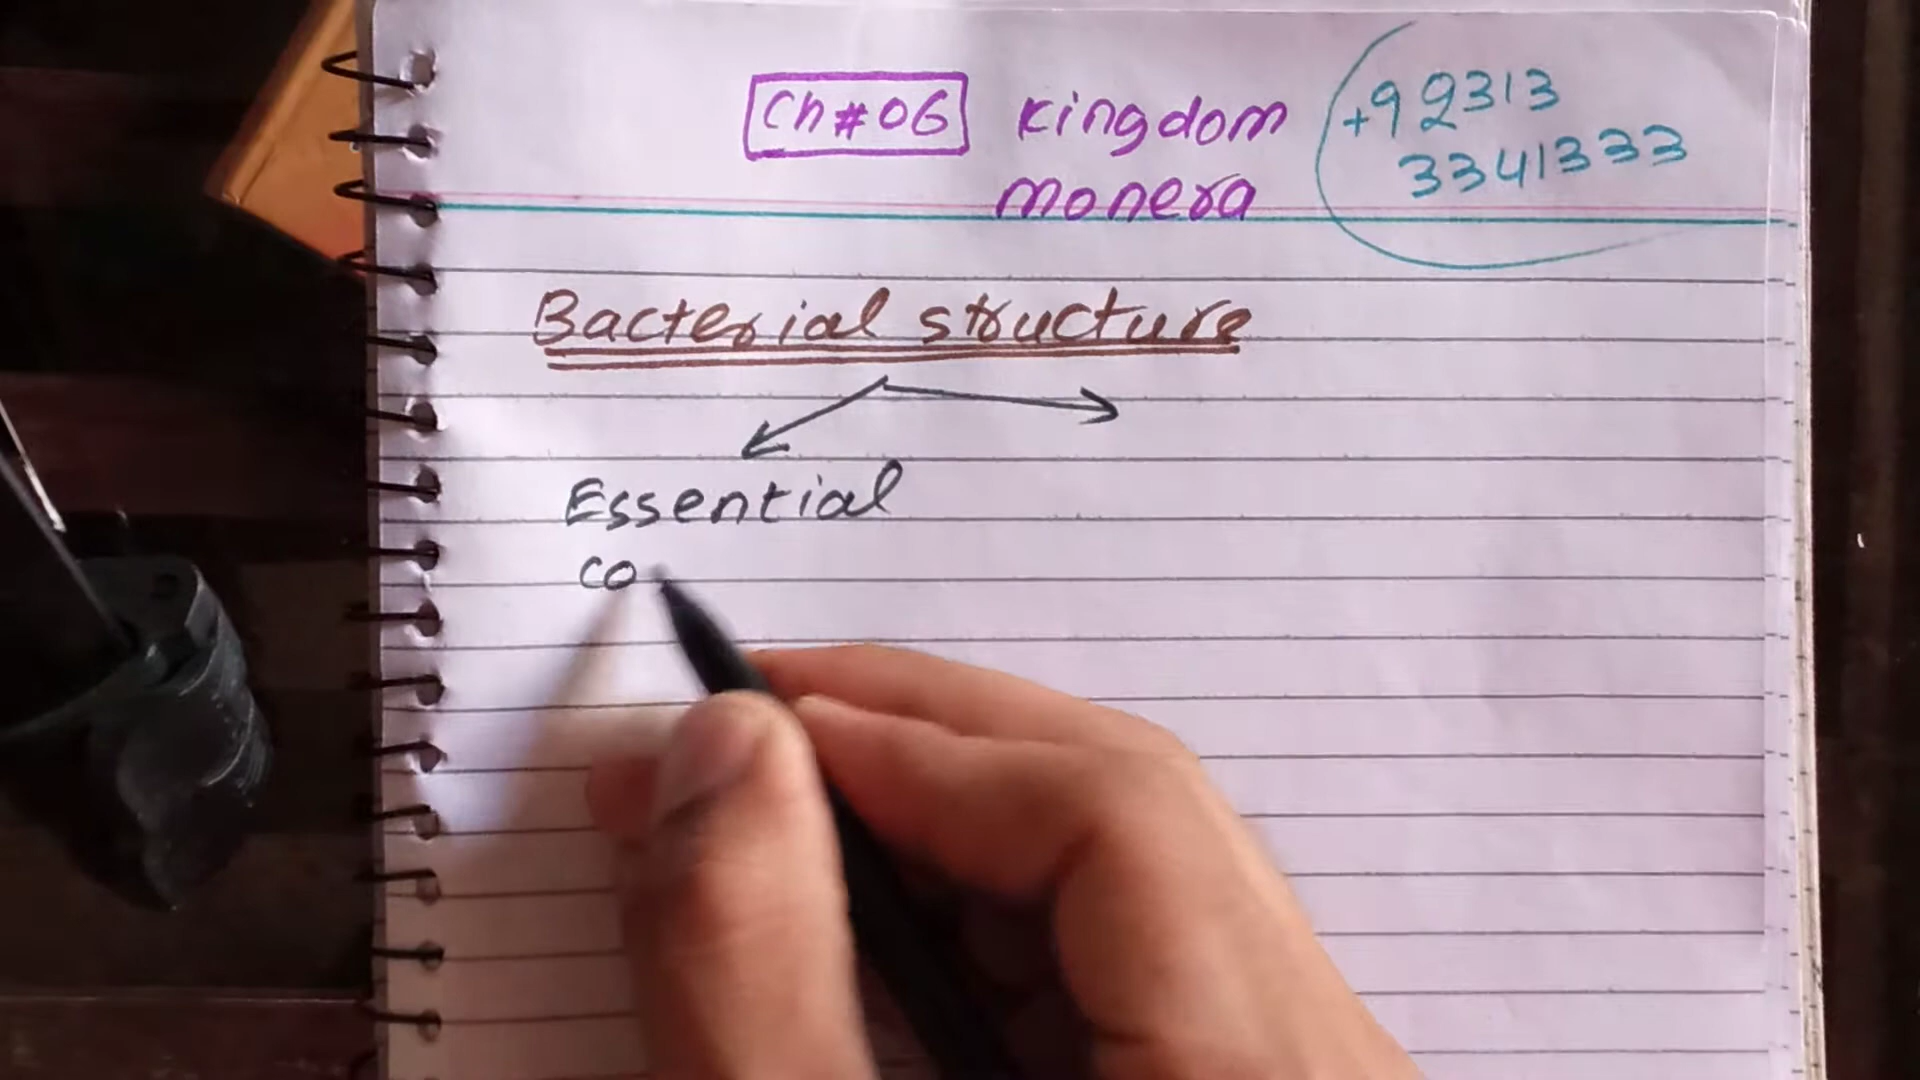 Ch # 06 Kingdom
monera
+92313
3341333
Bacterial structure
Essential
co